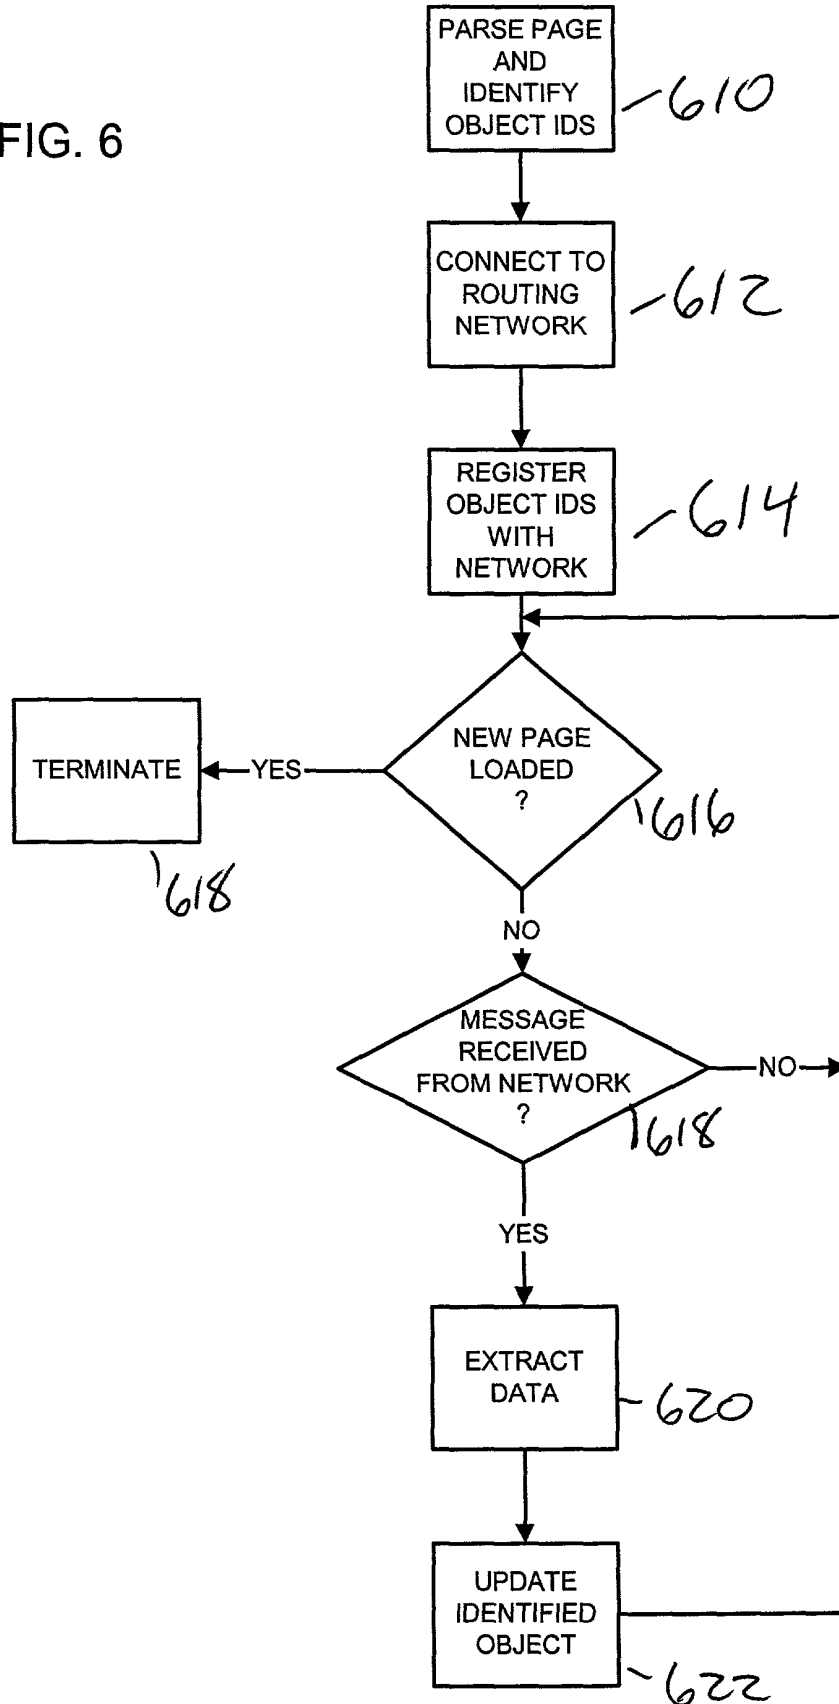 PARSE PAGE
AND
IDENTIFY
OBJECT IDS
610
FIG. 6
CONNECT TO
ROUTING
NETWORK
612
REGISTER
OBJECT IDS
WITH
NETWORK
614
NEW PAGE
LOADED
?
616
YES
TERMINATE
618
NO
MESSAGE
RECEIVED
FROM NETWORK
?
618
NO
YES
EXTRACT
DATA
620
UPDATE
IDENTIFIED
OBJECT
622